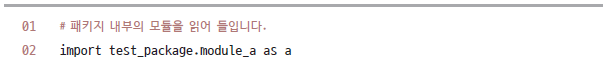 01 # 패키지 내부의 모듈을 읽어 들입니다.
02 import test_package.module_a as a